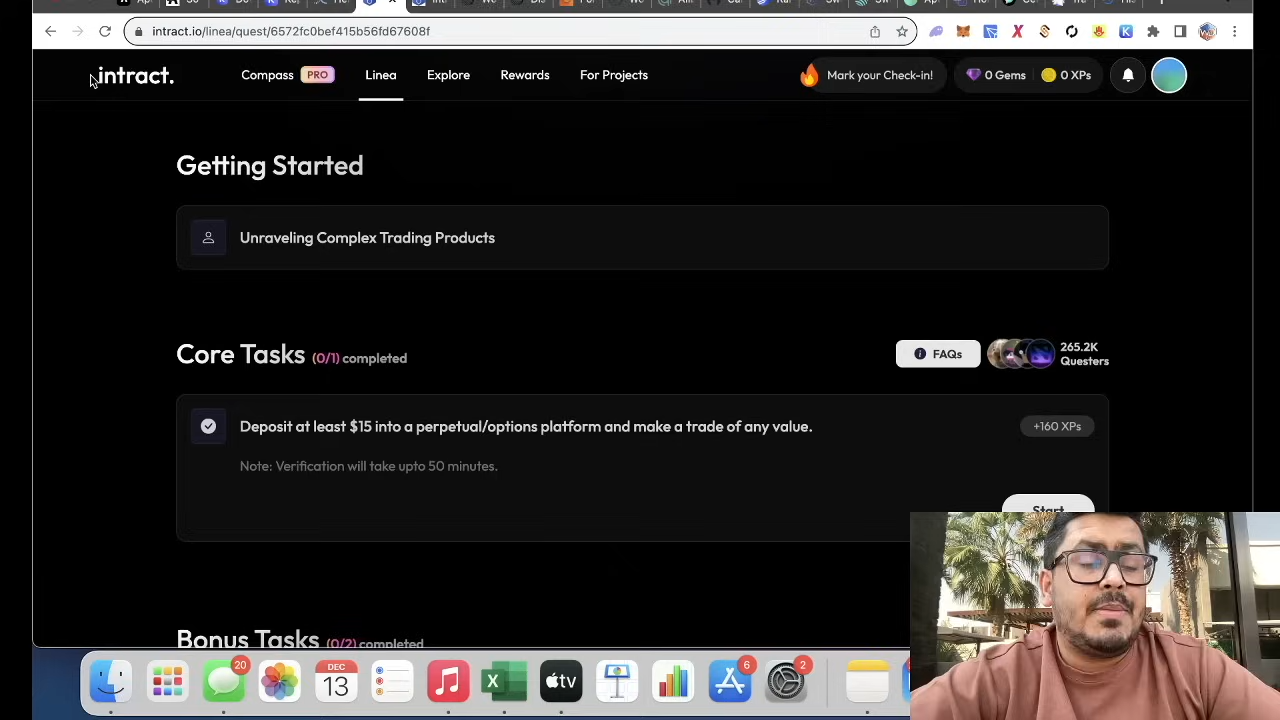 intract.io/linea/quest/6572fc0bef415b56fd67608f
intract.
Compass PRO
Linea
Explore
Rewards
For Projects
Mark your Check-in!
0 Gems
0 XPs
Getting Started
Unraveling Complex Trading Products
Core Tasks (0/1) completed
FAQs
265.2K
Questers
Deposit at least $15 into a perpetual/options platform and make a trade of any value.
+160 XPs
Note: Verification will take upto 50 minutes.
Start
Bonus Tasks (0/2) completed
20
DEC
13
tv
6
2